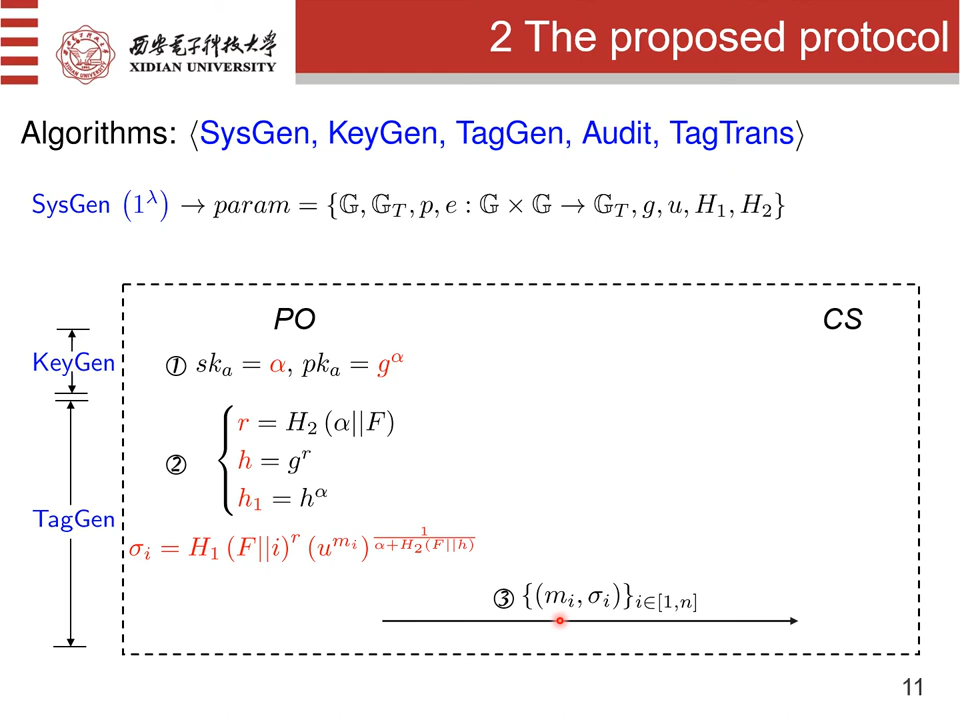 西安电子科技大学
XIDIAN UNIVERSITY
2 The proposed protocol
Algorithms: ⟨SysGen, KeyGen, TagGen, Audit, TagTrans⟩
SysGen (1^λ) → param = {𝔾, 𝔾_T, p, e : 𝔾 × 𝔾 → 𝔾_T, g, u, H_1, H_2}
PO
CS
KeyGen
① sk_a = α, pk_a = g^α
② { r = H_2 (α||F)
h = g^r
h_1 = h^α
TagGen
σ_i = H_1 (F||i)^r (u^{m_i})^{\frac{1}{α+H_2(F||h)}}
③ {(m_i, σ_i)}_{i∈[1,n]}
11